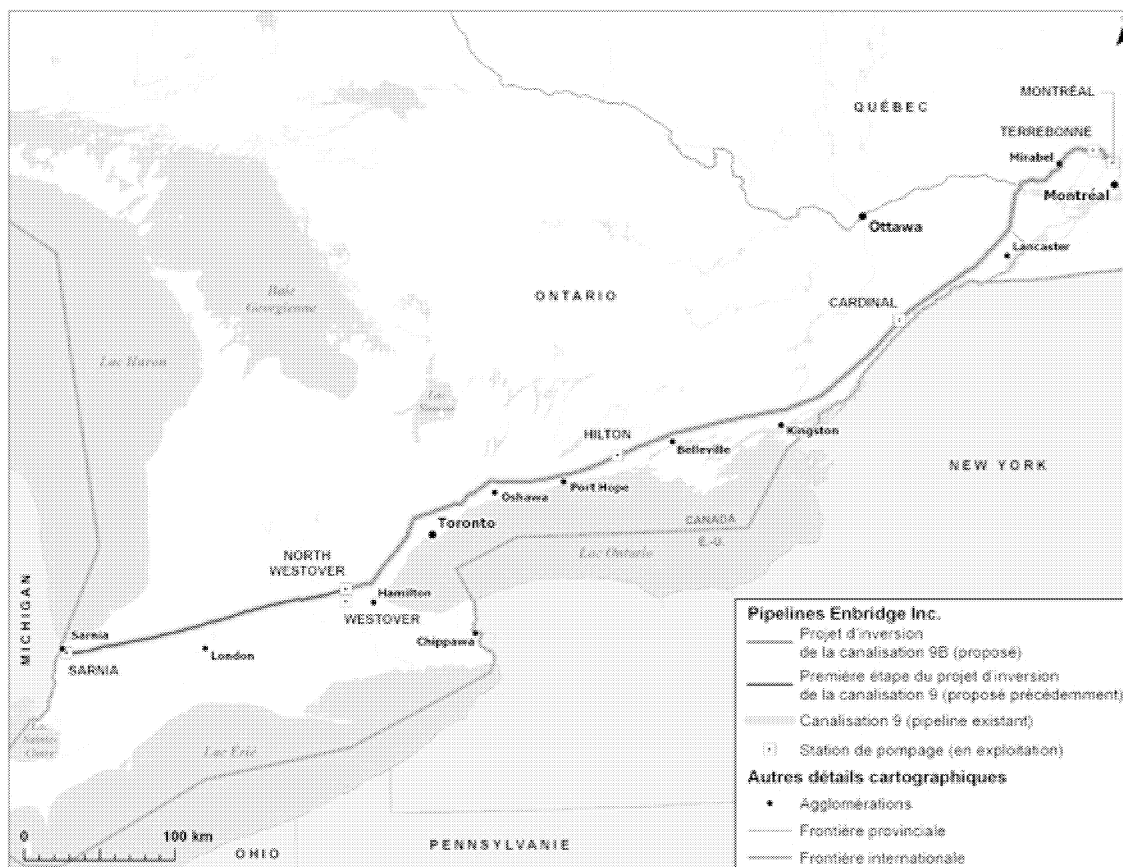 MONTRÉAL
QUÉBEC
TERREBONNE
Mirabel
Montréal
Ottawa
Lancaster
Baie
Georgienne
ONTARIO
CARDINAL
Lac Huron
Lac
HILTON
Kingston
Belleville
NEW YORK
Port Hope
Oshawa
Toronto
CANADA
É.-U.
Lac Ontario
NORTH
WESTOVER
Hamilton
WESTOVER
MICHIGAN
Sarnia
SARNIA
London
Chippawa
Lac
Lac Érié
0 100 km
OHIO
PENNSYLVANIE
Pipelines Enbridge Inc.
Projet d'inversion
de la canalisation 9B (proposé)
Première étape du projet d'inversion
de la canalisation 9 (proposé précédemment)
Canalisation 9 (pipeline existant)
Station de pompage (en exploitation)
Autres détails cartographiques
Agglomérations
Frontière provinciale
Frontière internationale